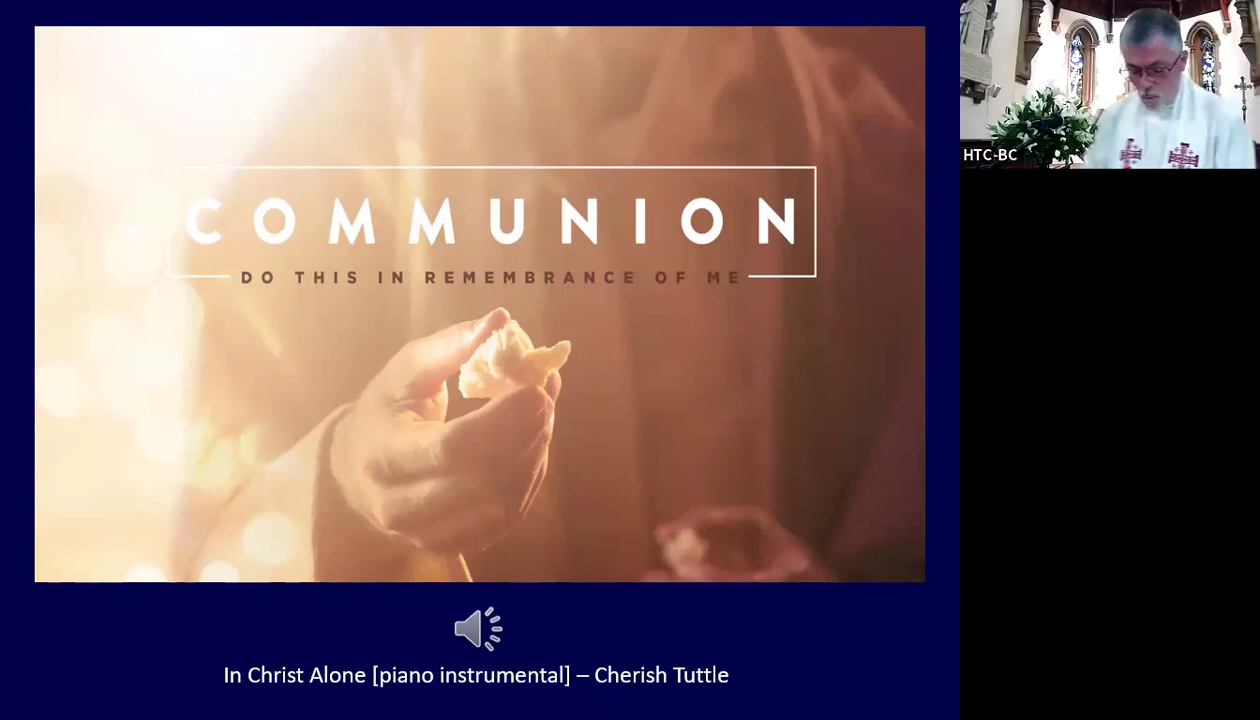 COMMUNION
DO THIS IN REMEMBRANCE OF ME
In Christ Alone [piano instrumental] – Cherish Tuttle
HTC-BC